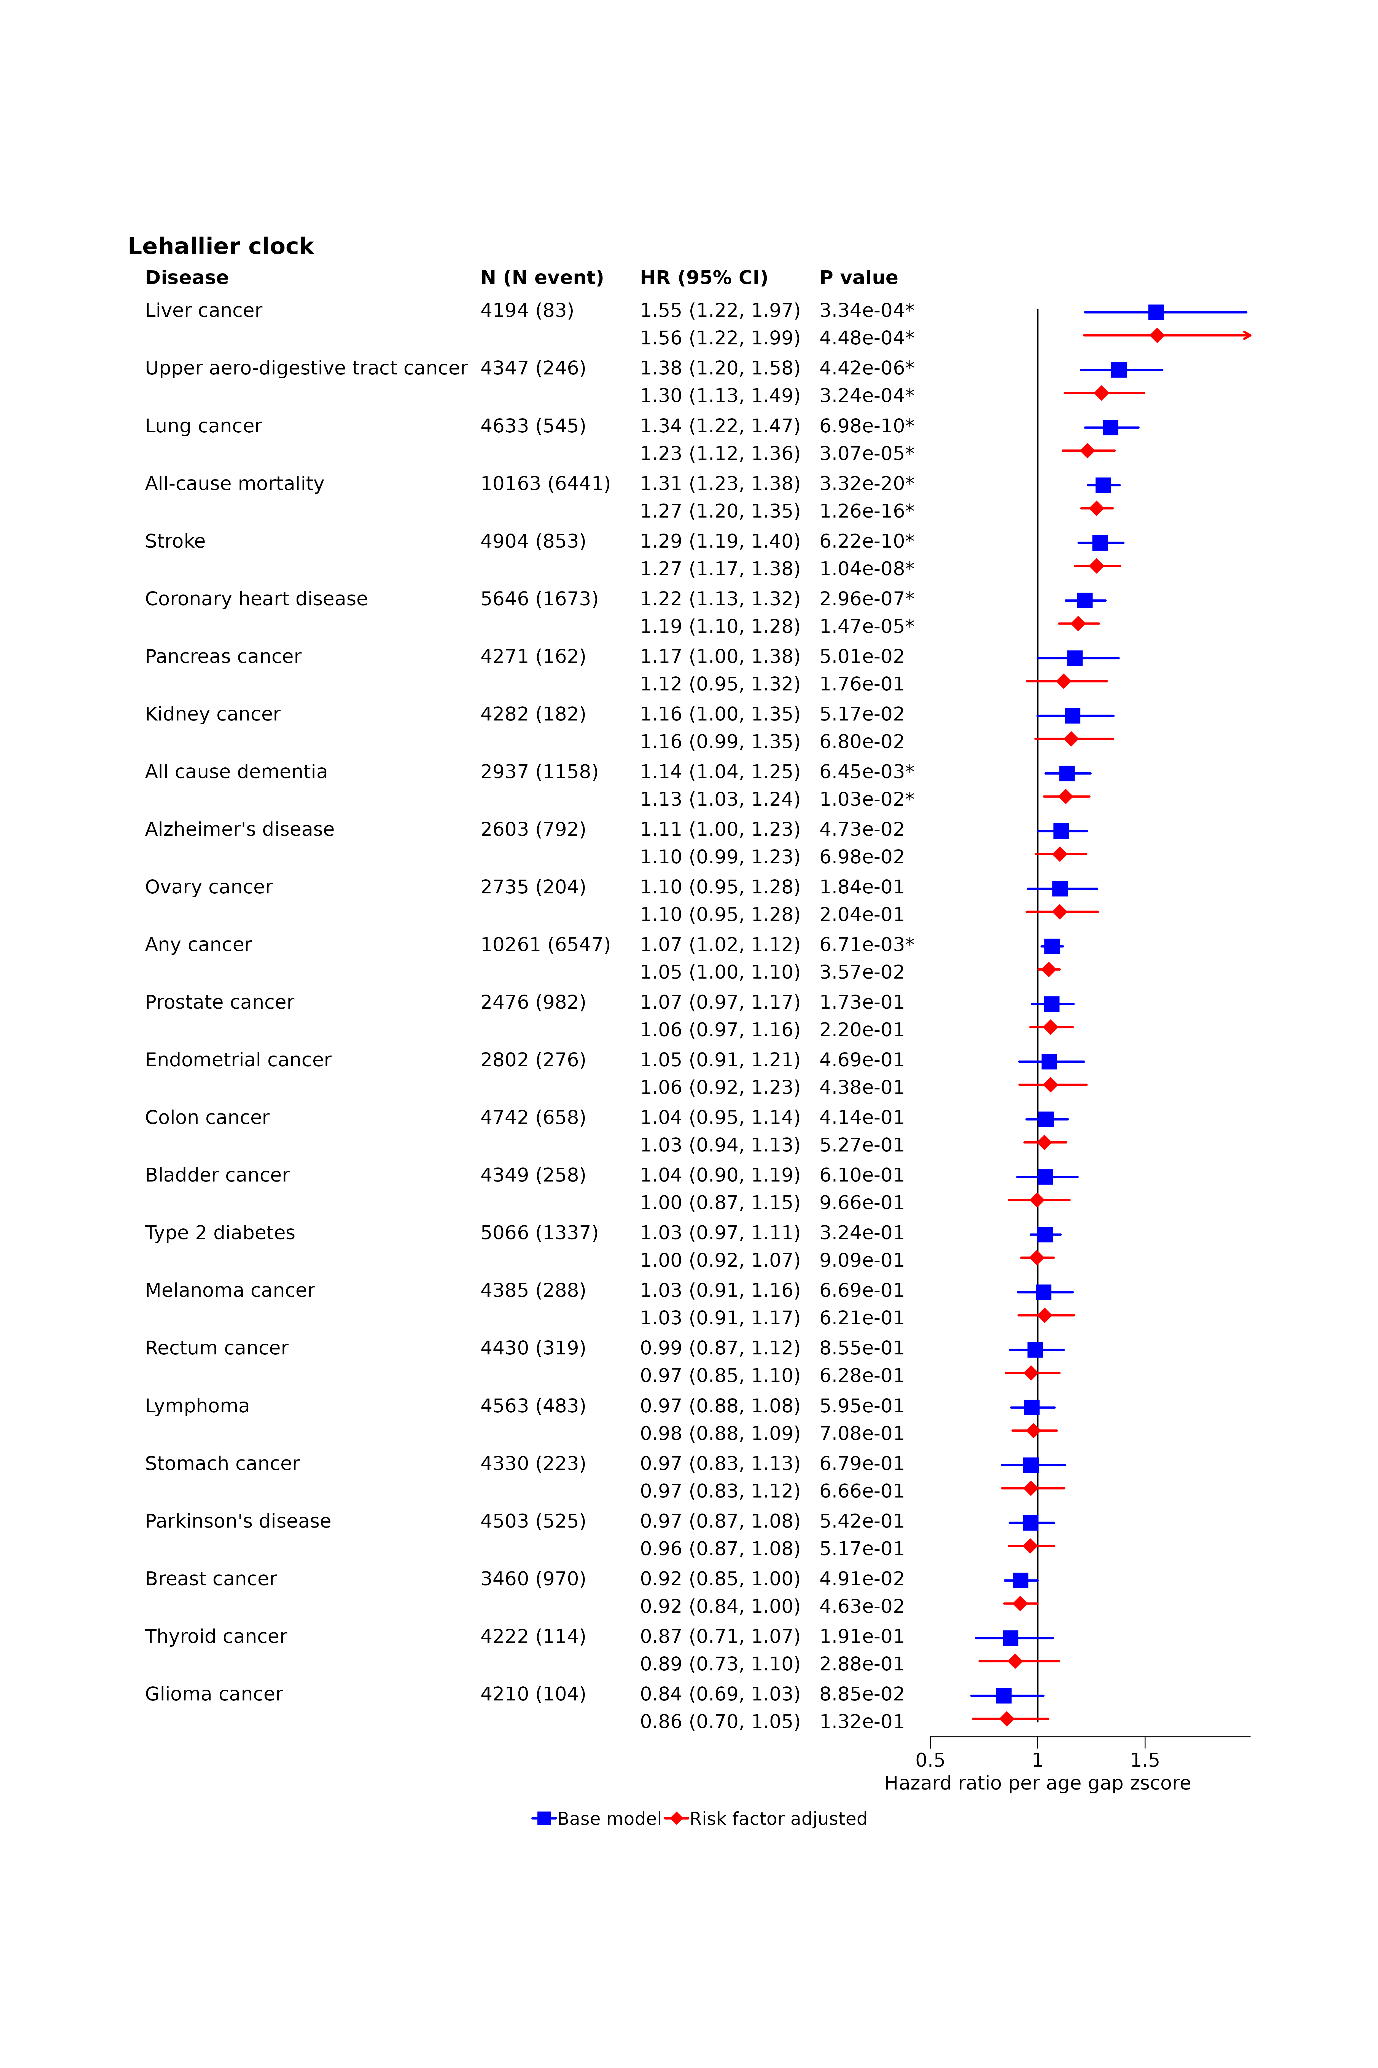 Lehallier clock
Disease N (N event) HR (95% CI) P value
Liver cancer 4194 (83) 1.55 (1.22, 1.97) 3.34e-04*
1.56 (1.22, 1.99) 4.48e-04*
Upper aero-digestive tract cancer 4347 (246) 1.38 (1.20, 1.58) 4.42e-06*
1.30 (1.13, 1.49) 3.24e-04*
Lung cancer 4633 (545) 1.34 (1.22, 1.47) 6.98e-10*
1.23 (1.12, 1.36) 3.07e-05*
All-cause mortality 10163 (6441) 1.31 (1.23, 1.38) 3.32e-20*
1.27 (1.20, 1.35) 1.26e-16*
Stroke 4904 (853) 1.29 (1.19, 1.40) 6.22e-10*
1.27 (1.17, 1.38) 1.04e-08*
Coronary heart disease 5646 (1673) 1.22 (1.13, 1.32) 2.96e-07*
1.19 (1.10, 1.28) 1.47e-05*
Pancreas cancer 4271 (162) 1.17 (1.00, 1.38) 5.01e-02
1.12 (0.95, 1.32) 1.76e-01
Kidney cancer 4282 (182) 1.16 (1.00, 1.35) 5.17e-02
1.16 (0.99, 1.35) 6.80e-02
All cause dementia 2937 (1158) 1.14 (1.04, 1.25) 6.45e-03*
1.13 (1.03, 1.24) 1.03e-02*
Alzheimer's disease 2603 (792) 1.11 (1.00, 1.23) 4.73e-02
1.10 (0.99, 1.23) 6.98e-02
Ovary cancer 2735 (204) 1.10 (0.95, 1.28) 1.84e-01
1.10 (0.95, 1.28) 2.04e-01
Any cancer 10261 (6547) 1.07 (1.02, 1.12) 6.71e-03*
1.05 (1.00, 1.10) 3.57e-02
Prostate cancer 2476 (982) 1.07 (0.97, 1.17) 1.73e-01
1.06 (0.97, 1.16) 2.20e-01
Endometrial cancer 2802 (276) 1.05 (0.91, 1.21) 4.69e-01
1.06 (0.92, 1.23) 4.38e-01
Colon cancer 4742 (658) 1.04 (0.95, 1.14) 4.14e-01
1.03 (0.94, 1.13) 5.27e-01
Bladder cancer 4349 (258) 1.04 (0.90, 1.19) 6.10e-01
1.00 (0.87, 1.15) 9.66e-01
Type 2 diabetes 5066 (1337) 1.03 (0.97, 1.11) 3.24e-01
1.00 (0.92, 1.07) 9.09e-01
Melanoma cancer 4385 (288) 1.03 (0.91, 1.16) 6.69e-01
1.03 (0.91, 1.17) 6.21e-01
Rectum cancer 4430 (319) 0.99 (0.87, 1.12) 8.55e-01
0.97 (0.85, 1.10) 6.28e-01
Lymphoma 4563 (483) 0.97 (0.88, 1.08) 5.95e-01
0.98 (0.88, 1.09) 7.08e-01
Stomach cancer 4330 (223) 0.97 (0.83, 1.13) 6.79e-01
0.97 (0.83, 1.12) 6.66e-01
Parkinson's disease 4503 (525) 0.97 (0.87, 1.08) 5.42e-01
0.96 (0.87, 1.08) 5.17e-01
Breast cancer 3460 (970) 0.92 (0.85, 1.00) 4.91e-02
0.92 (0.84, 1.00) 4.63e-02
Thyroid cancer 4222 (114) 0.87 (0.71, 1.07) 1.91e-01
0.89 (0.73, 1.10) 2.88e-01
Glioma cancer 4210 (104) 0.84 (0.69, 1.03) 8.85e-02
0.86 (0.70, 1.05) 1.32e-01
0.5 1 1.5
Hazard ratio per age gap zscore
Base model Risk factor adjusted